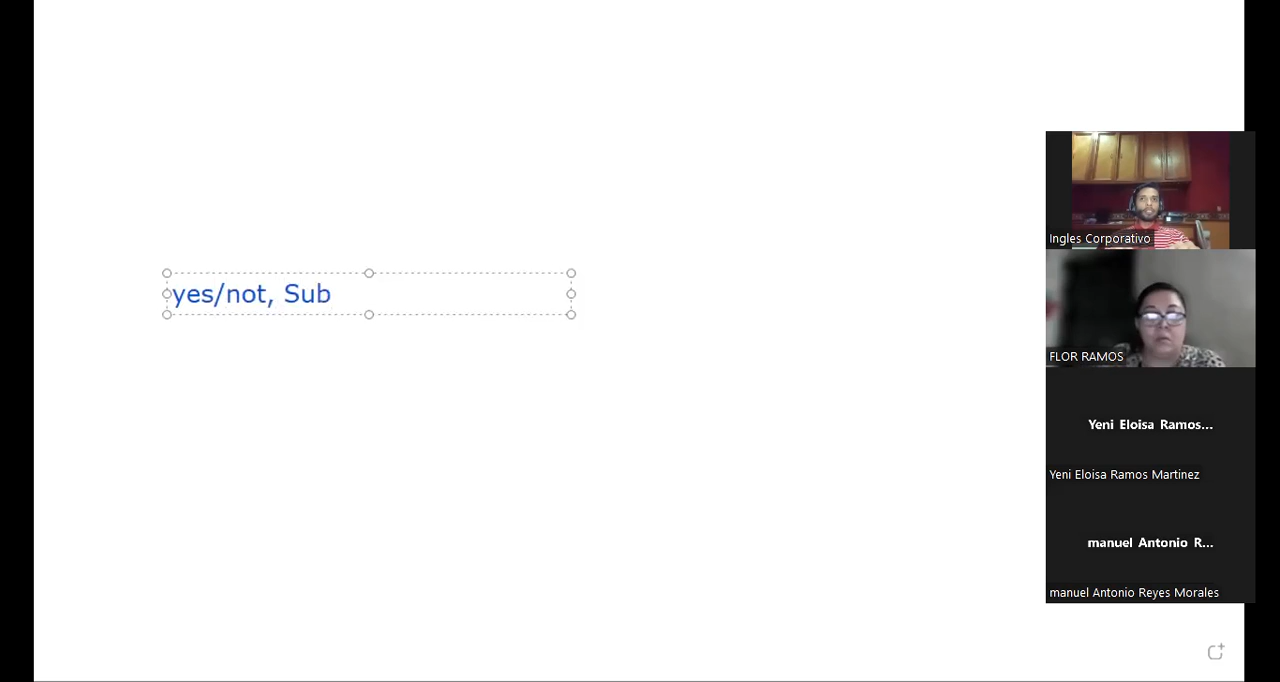 yes/not, Sub
Ingles Corporativo
FLOR RAMOS
Yeni Eloisa Ramos...
Yeni Eloisa Ramos Martinez
manuel Antonio R...
manuel Antonio Reyes Morales